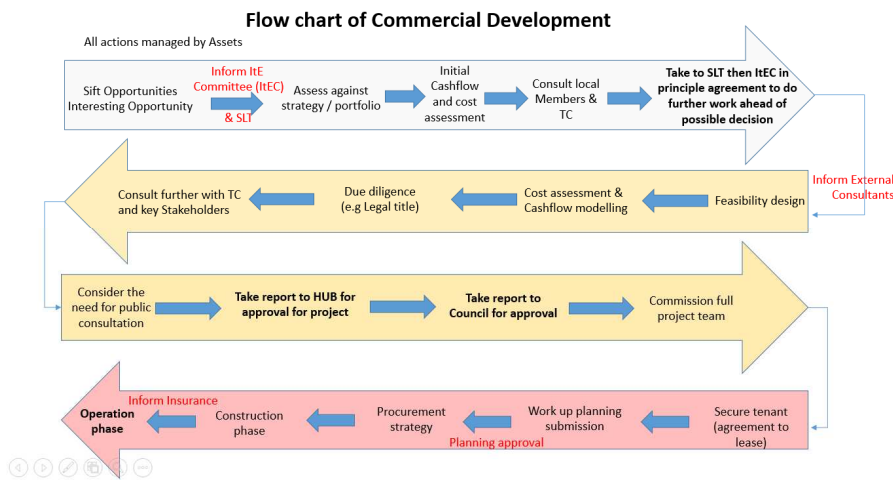 Flow chart of Commercial Development
All actions managed by Assets
Sift Opportunities
Interesting Opportunity
Inform ItE
Committee (ItEC)
& SLT
Assess against
strategy / portfolio
Initial
Cashflow
and cost
assessment
Consult local
Members &
TC
Take to SLT then ItEC in
principle agreement to do
further work ahead of
possible decision
Inform External
Consultants
Feasibility design
Cost assessment &
Cashflow modelling
Due diligence
(e.g Legal title)
Consult further with TC
and key Stakeholders
Consider the
need for public
consultation
Take report to HUB for
approval for project
Take report to
Council for approval
Commission full
project team
Secure tenant
(agreement to
lease)
Work up planning
submission
Planning approval
Procurement
strategy
Construction
phase
Inform Insurance
Operation
phase